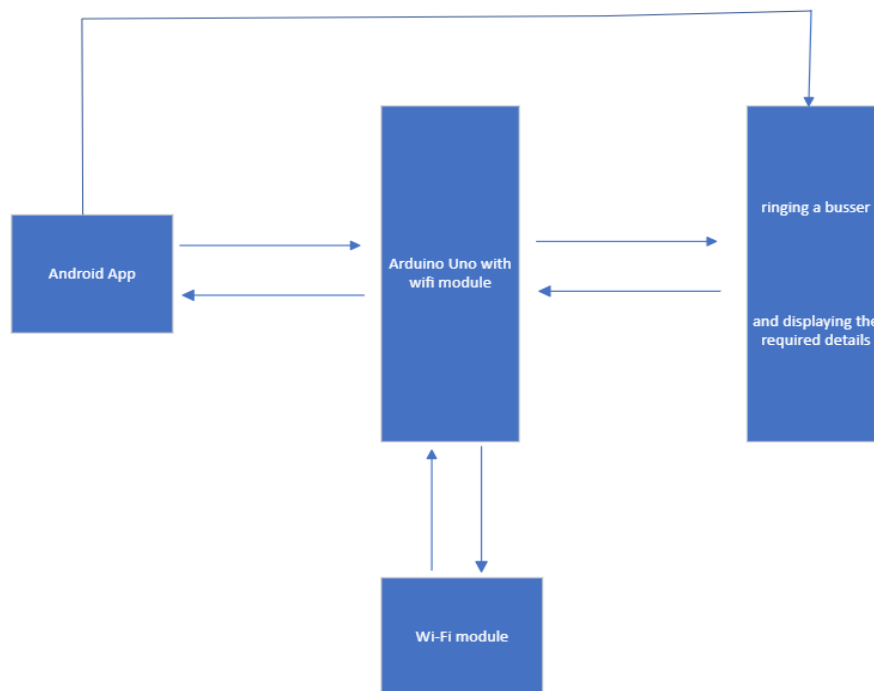 ringing a busser
Android App
Arduino Uno with
wifi module
and displaying the
required details
Wi-Fi module